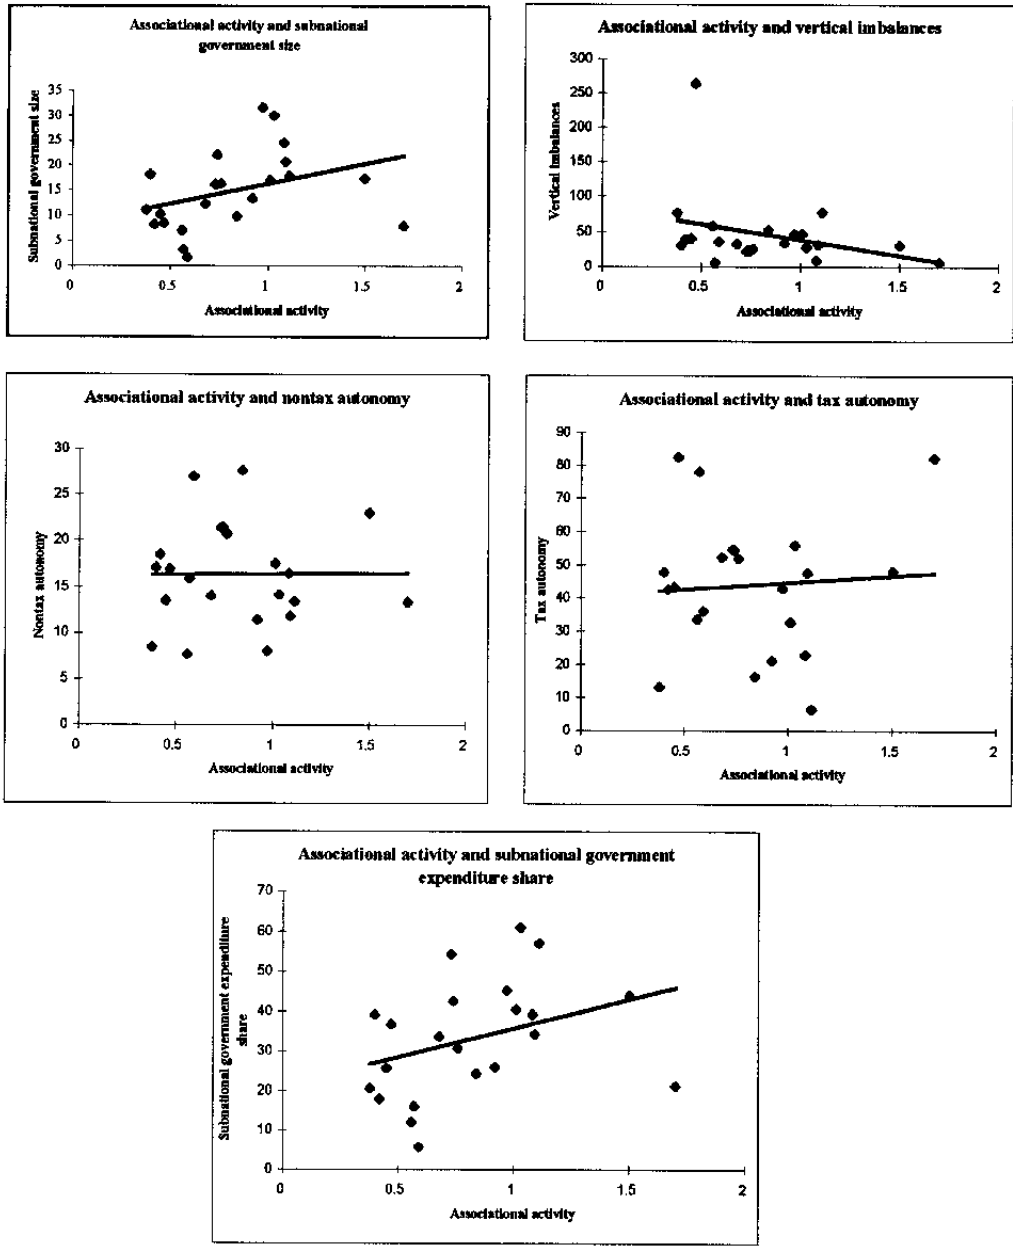 Associational activity and subnational
government size
Subnational government size
35
30
25
20
15
10
5
0
0 0.5 1 1.5 2
Associational activity
Associational activity and vertical imbalances
Vertical imbalances
300
250
200
150
100
50
0
0 0.5 1 1.5 2
Associational activity
Associational activity and nontax autonomy
Nontax autonomy
30
25
20
15
10
5
0
0 0.5 1 1.5 2
Associational activity
Associational activity and tax autonomy
Tax autonomy
90
80
70
60
50
40
30
20
10
0
0 0.5 1 1.5 2
Associational activity
Associational activity and subnational government
expenditure share
Subnational government expenditure
share
70
60
50
40
30
20
10
0
0 0.5 1 1.5 2
Associational activity